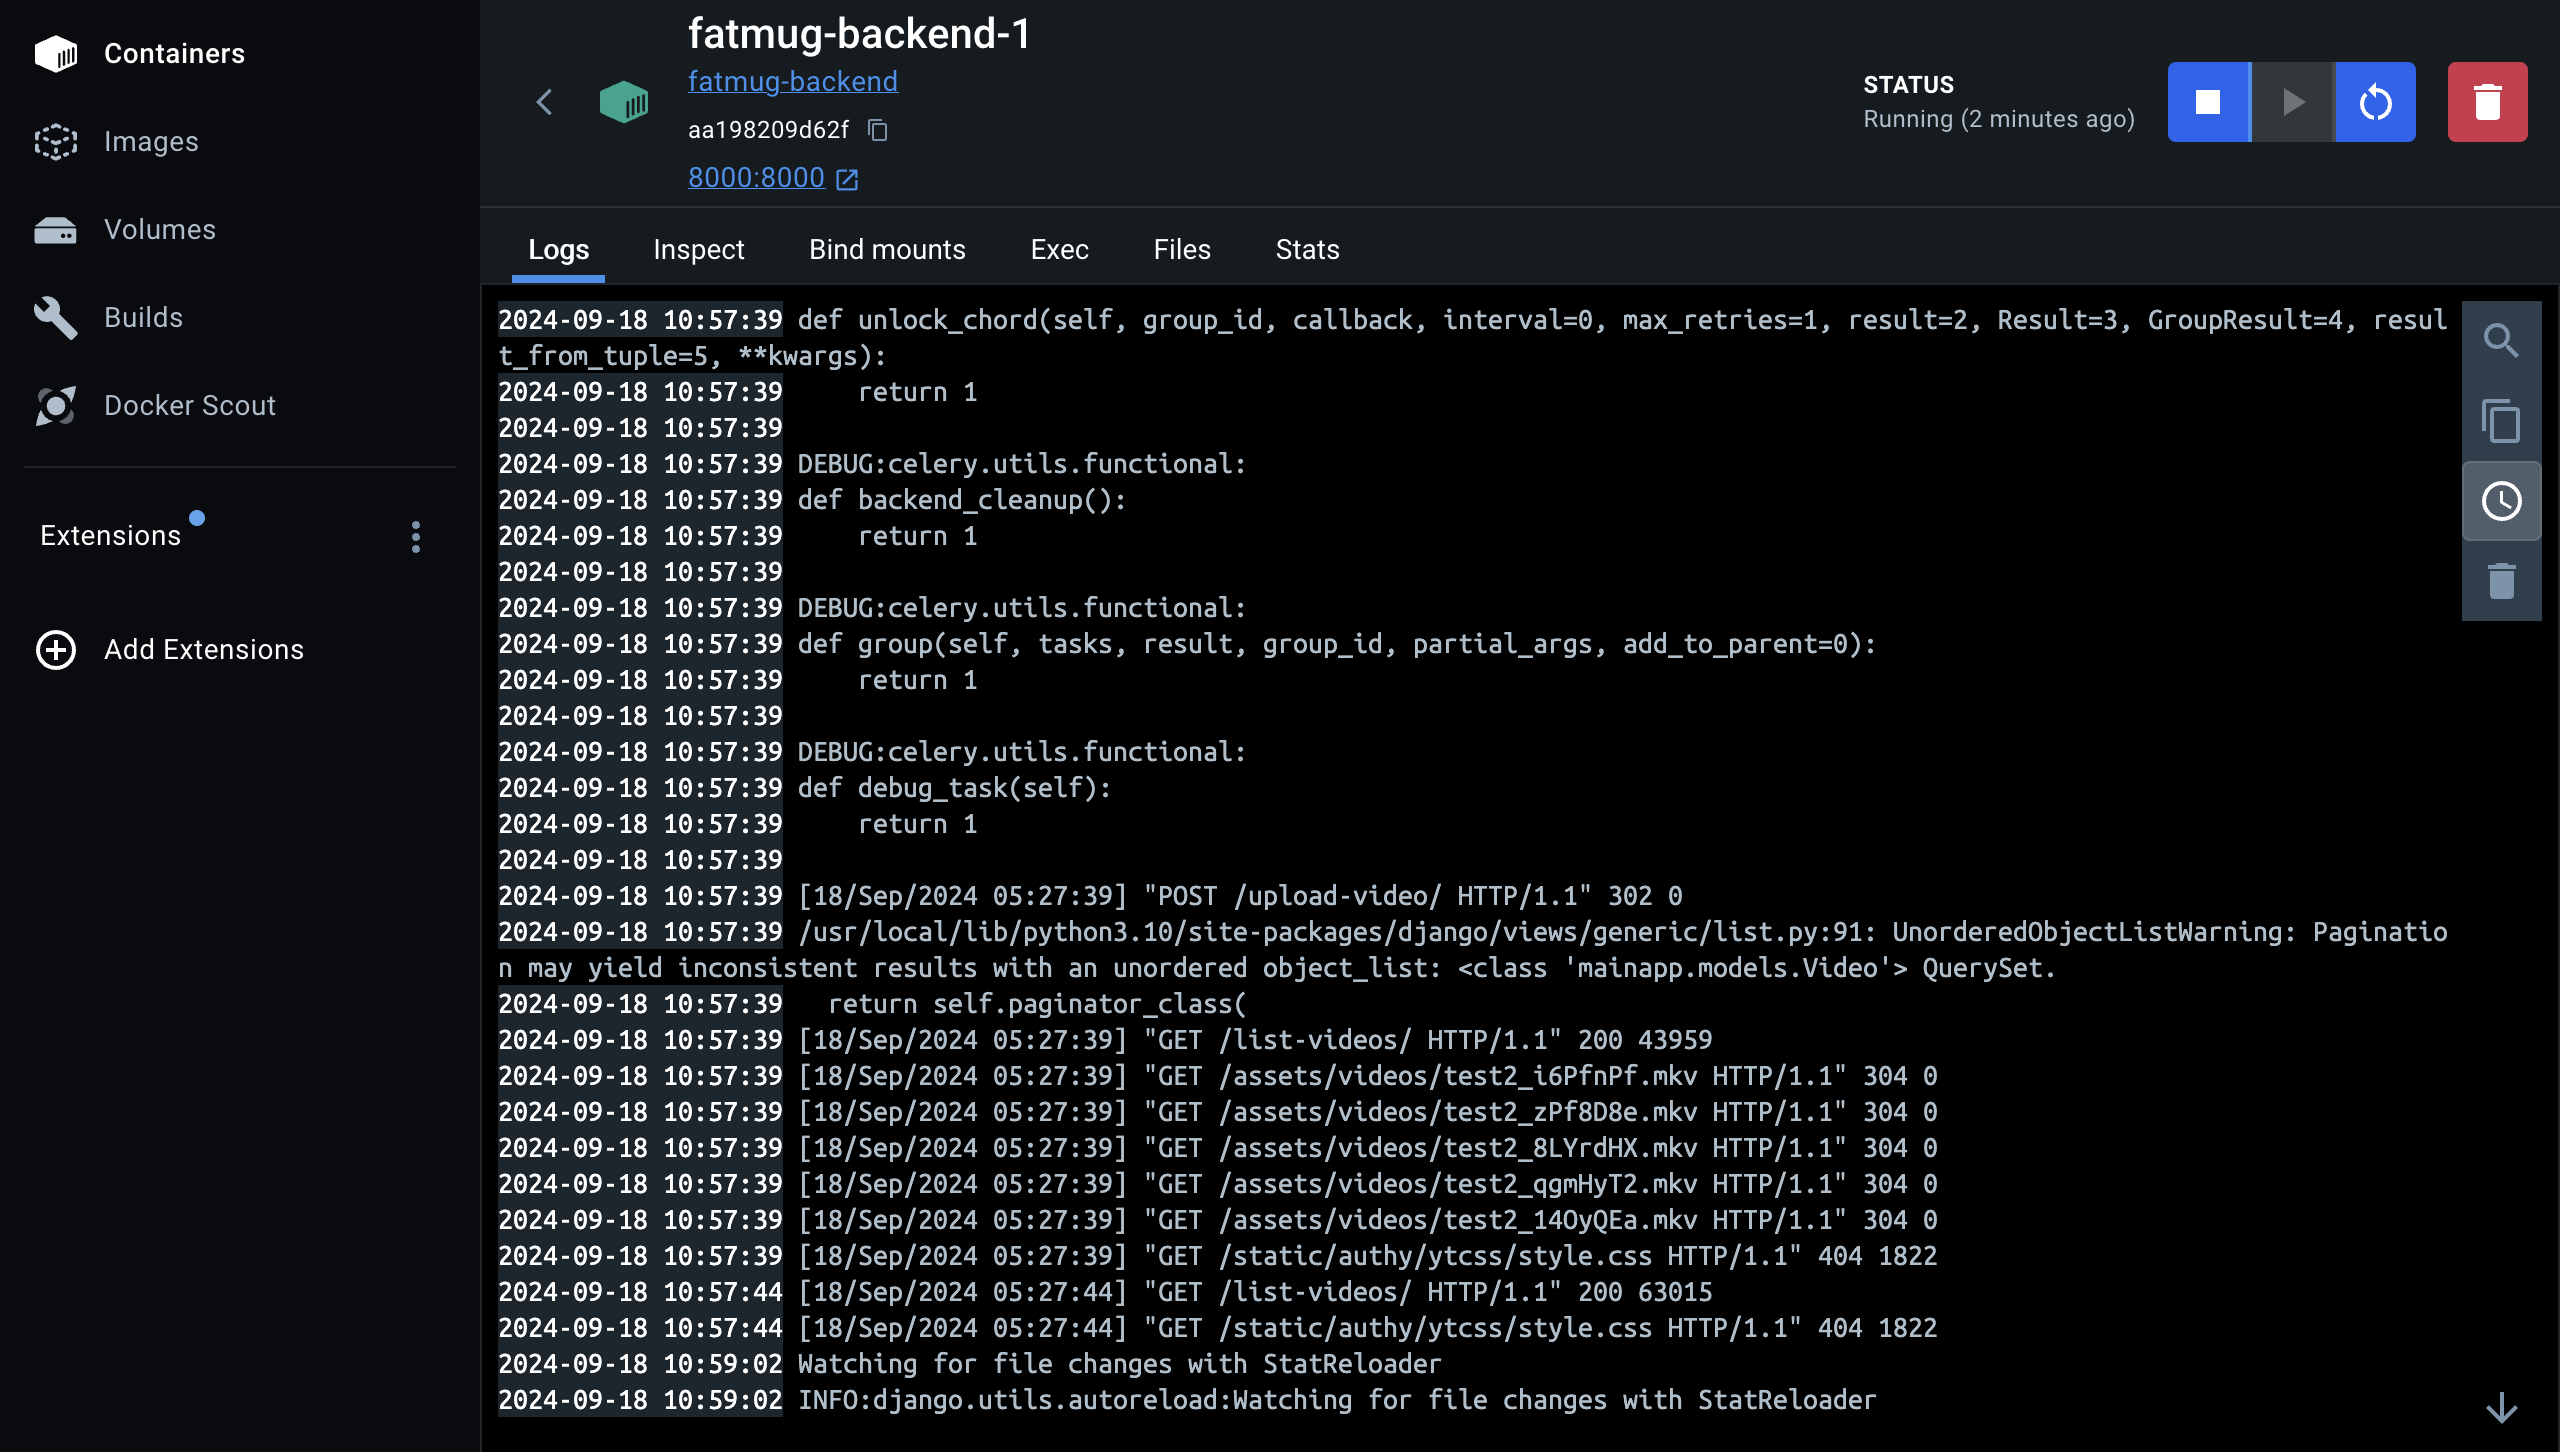 Containers
Images
Volumes
Builds
Docker Scout
Extensions
Add Extensions
fatmug-backend-1
fatmug-backend
aa198209d62f
8000:8000
STATUS
Running (2 minutes ago)
Logs Inspect Bind mounts Exec Files Stats
2024-09-18 10:57:39 def unlock_chord(self, group_id, callback, interval=0, max_retries=1, result=2, Result=3, GroupResult=4, resul
t_from_tuple=5, **kwargs):
2024-09-18 10:57:39     return 1
2024-09-18 10:57:39
2024-09-18 10:57:39 DEBUG:celery.utils.functional:
2024-09-18 10:57:39 def backend_cleanup():
2024-09-18 10:57:39     return 1
2024-09-18 10:57:39
2024-09-18 10:57:39 DEBUG:celery.utils.functional:
2024-09-18 10:57:39 def group(self, tasks, result, group_id, partial_args, add_to_parent=0):
2024-09-18 10:57:39     return 1
2024-09-18 10:57:39
2024-09-18 10:57:39 DEBUG:celery.utils.functional:
2024-09-18 10:57:39 def debug_task(self):
2024-09-18 10:57:39     return 1
2024-09-18 10:57:39
2024-09-18 10:57:39 [18/Sep/2024 05:27:39] "POST /upload-video/ HTTP/1.1" 302 0
2024-09-18 10:57:39 /usr/local/lib/python3.10/site-packages/django/views/generic/list.py:91: UnorderedObjectListWarning: Paginatio
n may yield inconsistent results with an unordered object_list: <class 'mainapp.models.Video'> QuerySet.
2024-09-18 10:57:39   return self.paginator_class(
2024-09-18 10:57:39 [18/Sep/2024 05:27:39] "GET /list-videos/ HTTP/1.1" 200 43959
2024-09-18 10:57:39 [18/Sep/2024 05:27:39] "GET /assets/videos/test2_i6PfnPf.mkv HTTP/1.1" 304 0
2024-09-18 10:57:39 [18/Sep/2024 05:27:39] "GET /assets/videos/test2_zPf8D8e.mkv HTTP/1.1" 304 0
2024-09-18 10:57:39 [18/Sep/2024 05:27:39] "GET /assets/videos/test2_8LYrdHX.mkv HTTP/1.1" 304 0
2024-09-18 10:57:39 [18/Sep/2024 05:27:39] "GET /assets/videos/test2_qgmHyT2.mkv HTTP/1.1" 304 0
2024-09-18 10:57:39 [18/Sep/2024 05:27:39] "GET /assets/videos/test2_14OyQEa.mkv HTTP/1.1" 304 0
2024-09-18 10:57:39 [18/Sep/2024 05:27:39] "GET /static/authy/ytcss/style.css HTTP/1.1" 404 1822
2024-09-18 10:57:44 [18/Sep/2024 05:27:44] "GET /list-videos/ HTTP/1.1" 200 63015
2024-09-18 10:57:44 [18/Sep/2024 05:27:44] "GET /static/authy/ytcss/style.css HTTP/1.1" 404 1822
2024-09-18 10:59:02 Watching for file changes with StatReloader
2024-09-18 10:59:02 INFO:django.utils.autoreload:Watching for file changes with StatReloader